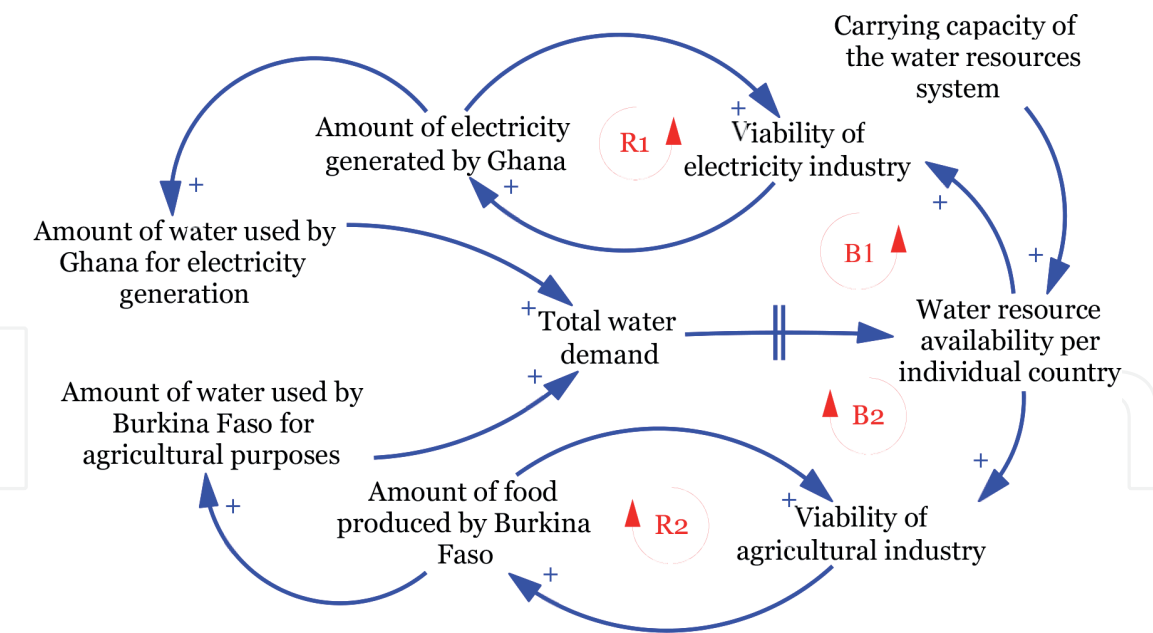 Carrying capacity of
the water resources
system
Amount of electricity
generated by Ghana
+
R1
+
Viability of
electricity industry
+
+
Amount of water used by
Ghana for electricity
generation
B1
+
+
+
Total water
demand
Water resource
availability per
individual country
Amount of water used by
Burkina Faso for
agricultural purposes
+
B2
+
+
Amount of food
produced by Burkina
Faso
R2
+
Viability of
agricultural industry
+